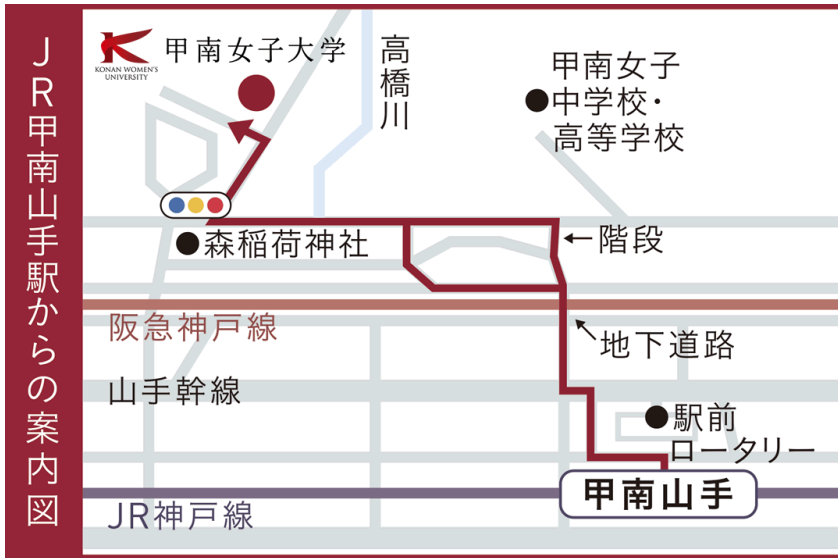 JR甲南山手駅からの案内図
KONAN WOMEN'S
UNIVERSITY
甲南女子大学
高橋川
甲南女子
中学校・
高等学校
森稲荷神社
階段
阪急神戸線
地下道路
山手幹線
駅前
ロータリー
甲南山手
JR神戸線